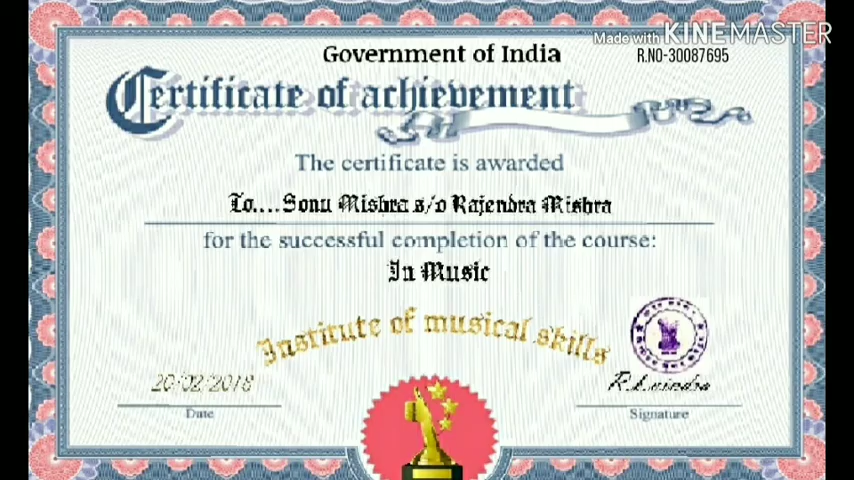 Made with KINEMASTER
Government of India
R.NO-30087695
Certificate of achievement
The certificate is awarded
To....Sonu Mishra s/o Rajendra Mishra
for the successful completion of the course:
In Music
Institute of musical skills
20/02/2018
Date
Signature